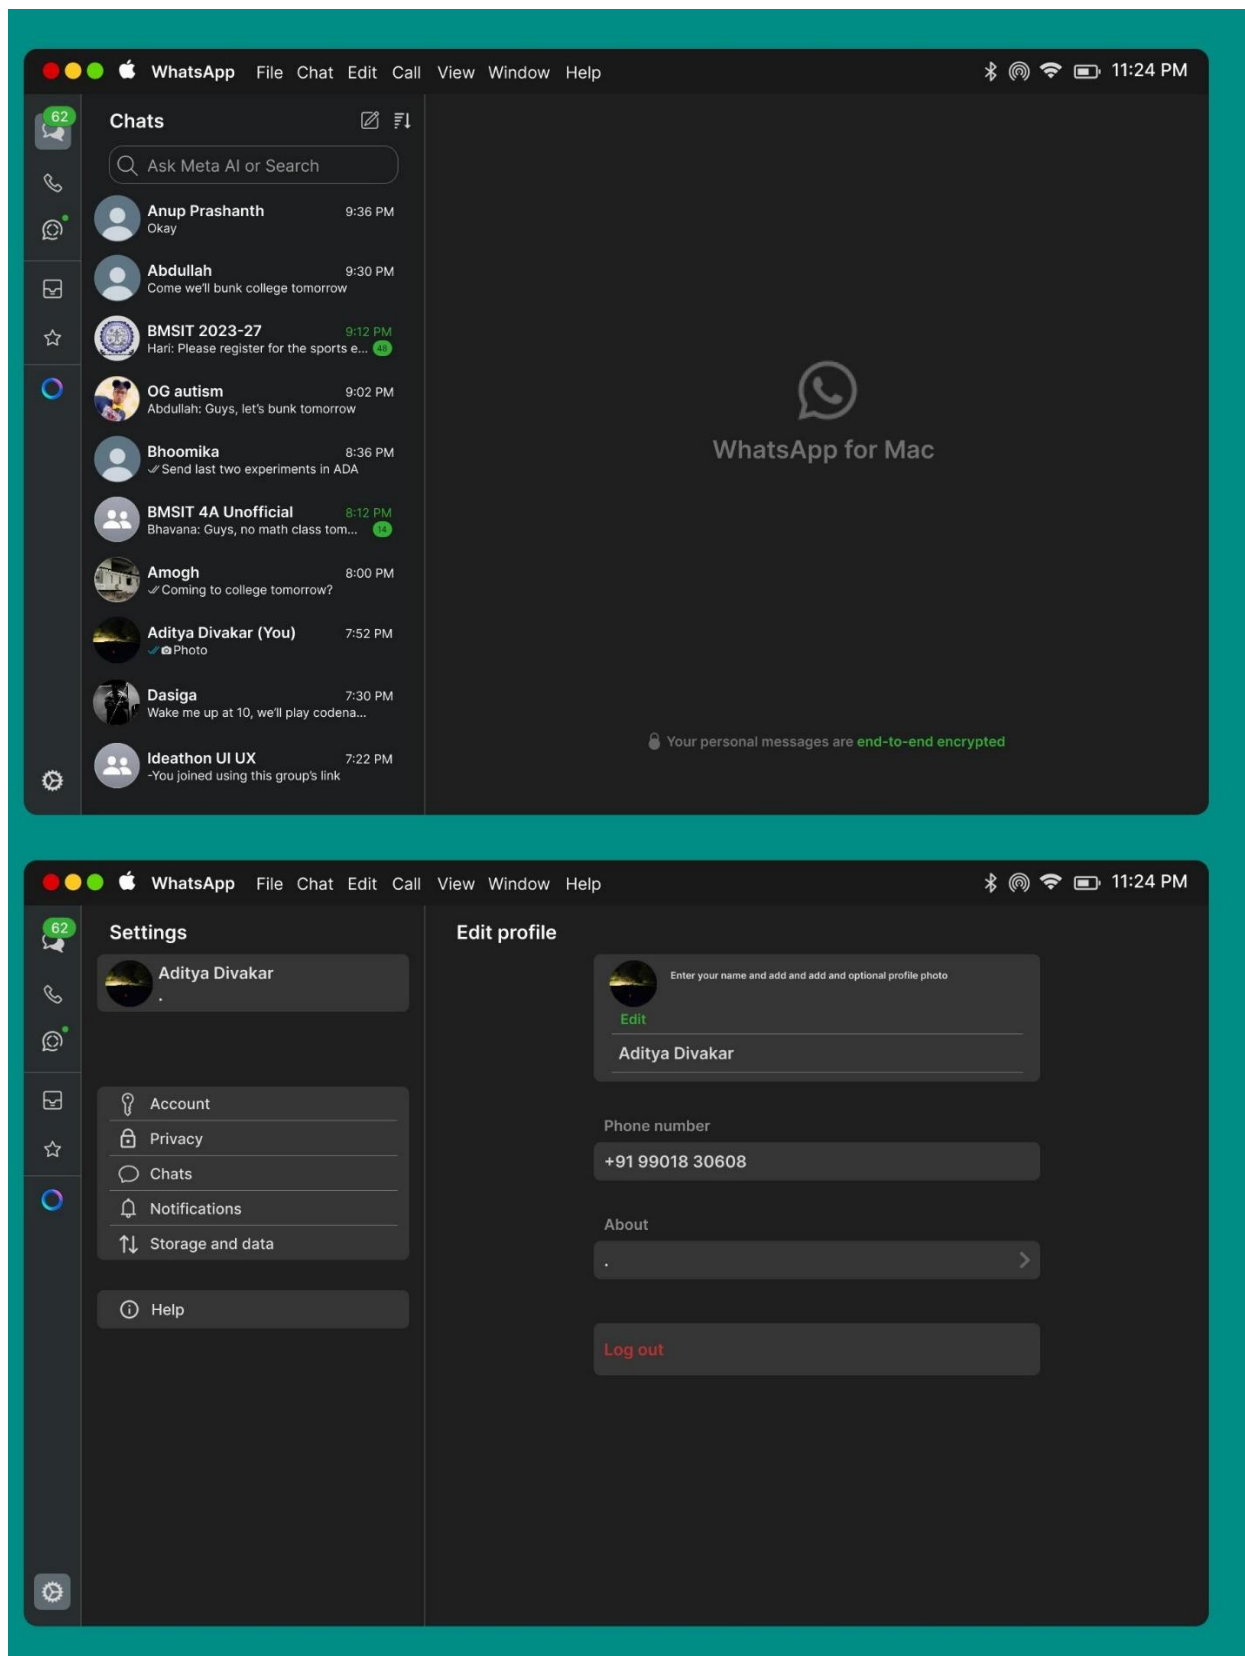 WhatsApp File Chat Edit Call View Window Help 11:24 PM
62
Chats
Ask Meta AI or Search
Anup Prashanth 9:36 PM
Okay
Abdullah 9:30 PM
Come we'll bunk college tomorrow
BMSIT 2023-27 9:12 PM
Hari: Please register for the sports e... 48
OG autism 9:02 PM
Abdullah: Guys, let's bunk tomorrow
Bhoomika 8:36 PM
Send last two experiments in ADA
BMSIT 4A Unofficial 8:12 PM
Bhavana: Guys, no math class tom... 14
Amogh 8:00 PM
Coming to college tomorrow?
Aditya Divakar (You) 7:52 PM
Photo
Dasiga 7:30 PM
Wake me up at 10, we'll play codena...
Ideathon UI UX 7:22 PM
-You joined using this group's link
WhatsApp for Mac
Your personal messages are end-to-end encrypted
WhatsApp File Chat Edit Call View Window Help 11:24 PM
62
Settings
Aditya Divakar
.
Account
Privacy
Chats
Notifications
Storage and data
Help
Edit profile
Enter your name and add and add and optional profile photo
Edit
Aditya Divakar
Phone number
+91 99018 30608
About
.
Log out